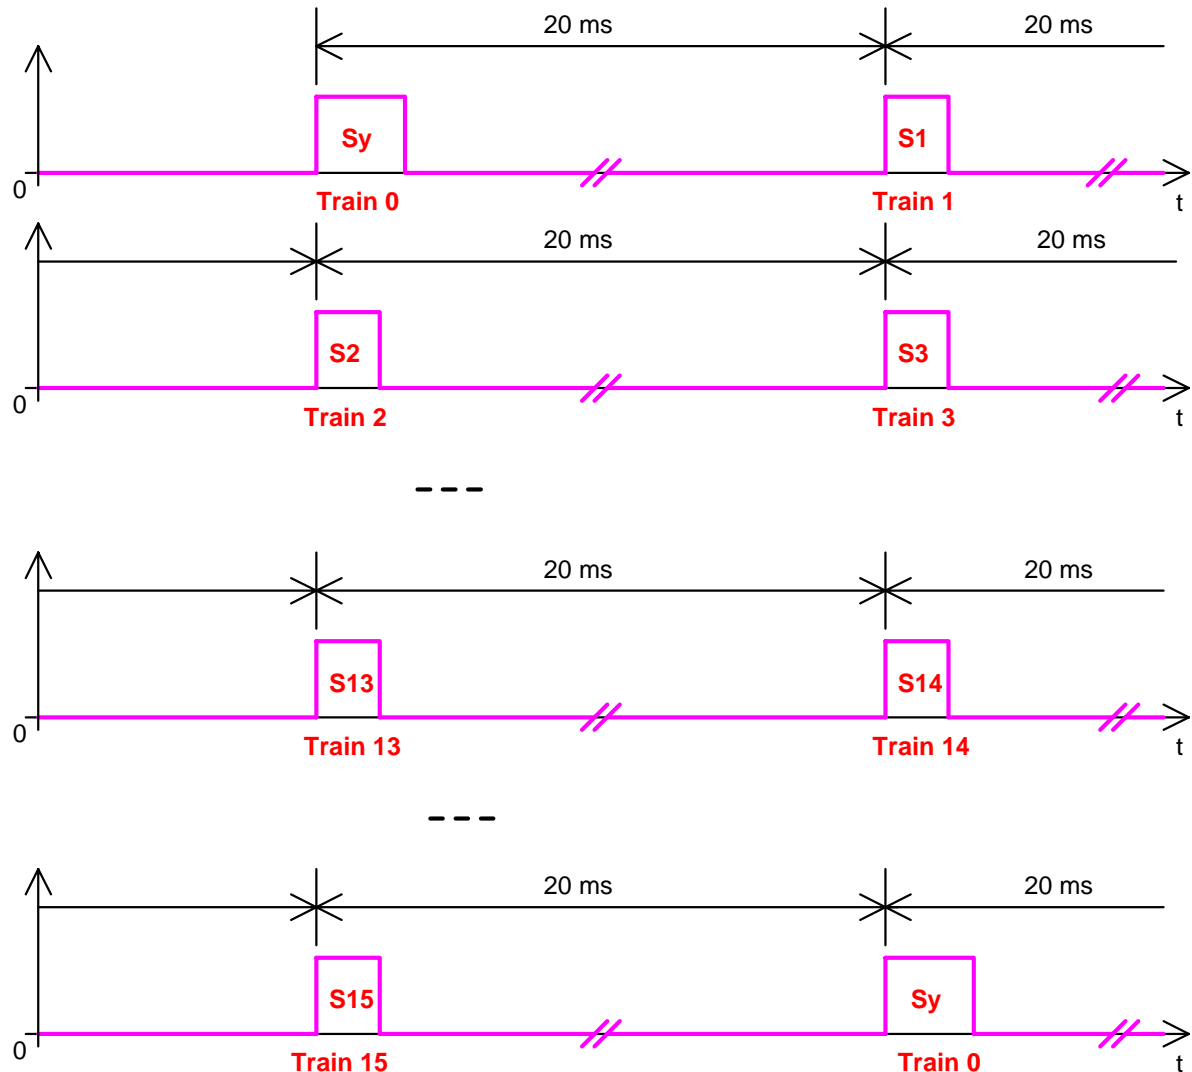 20 ms 20 ms
Sy S1
0
Train 0 Train 1 t
20 ms 20 ms
S2 S3
0
Train 2 Train 3 t
20 ms 20 ms
S13 S14
0
Train 13 Train 14 t
20 ms 20 ms
S15 Sy
0
Train 15 Train 0 t